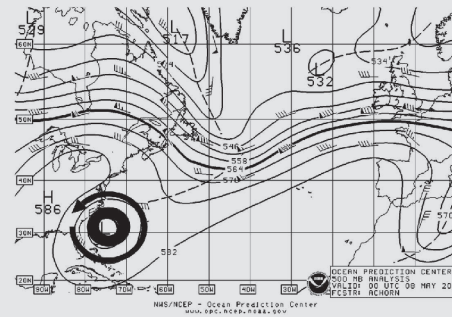 L L L
529 517 536
60N
524
534
L
532
50N
546
558
564
570
40N
H
586
570
30N
582
20N
90W 80W 70W 60W 50W 40W 30W
OCEAN PREDICTION CENTER
500 MB ANALYSIS
VALID: 00 UTC 08 MAY 20
FCSTR: ACHORN
NWS/NCEP - Ocean Prediction Center
www.opc.ncep.noaa.gov